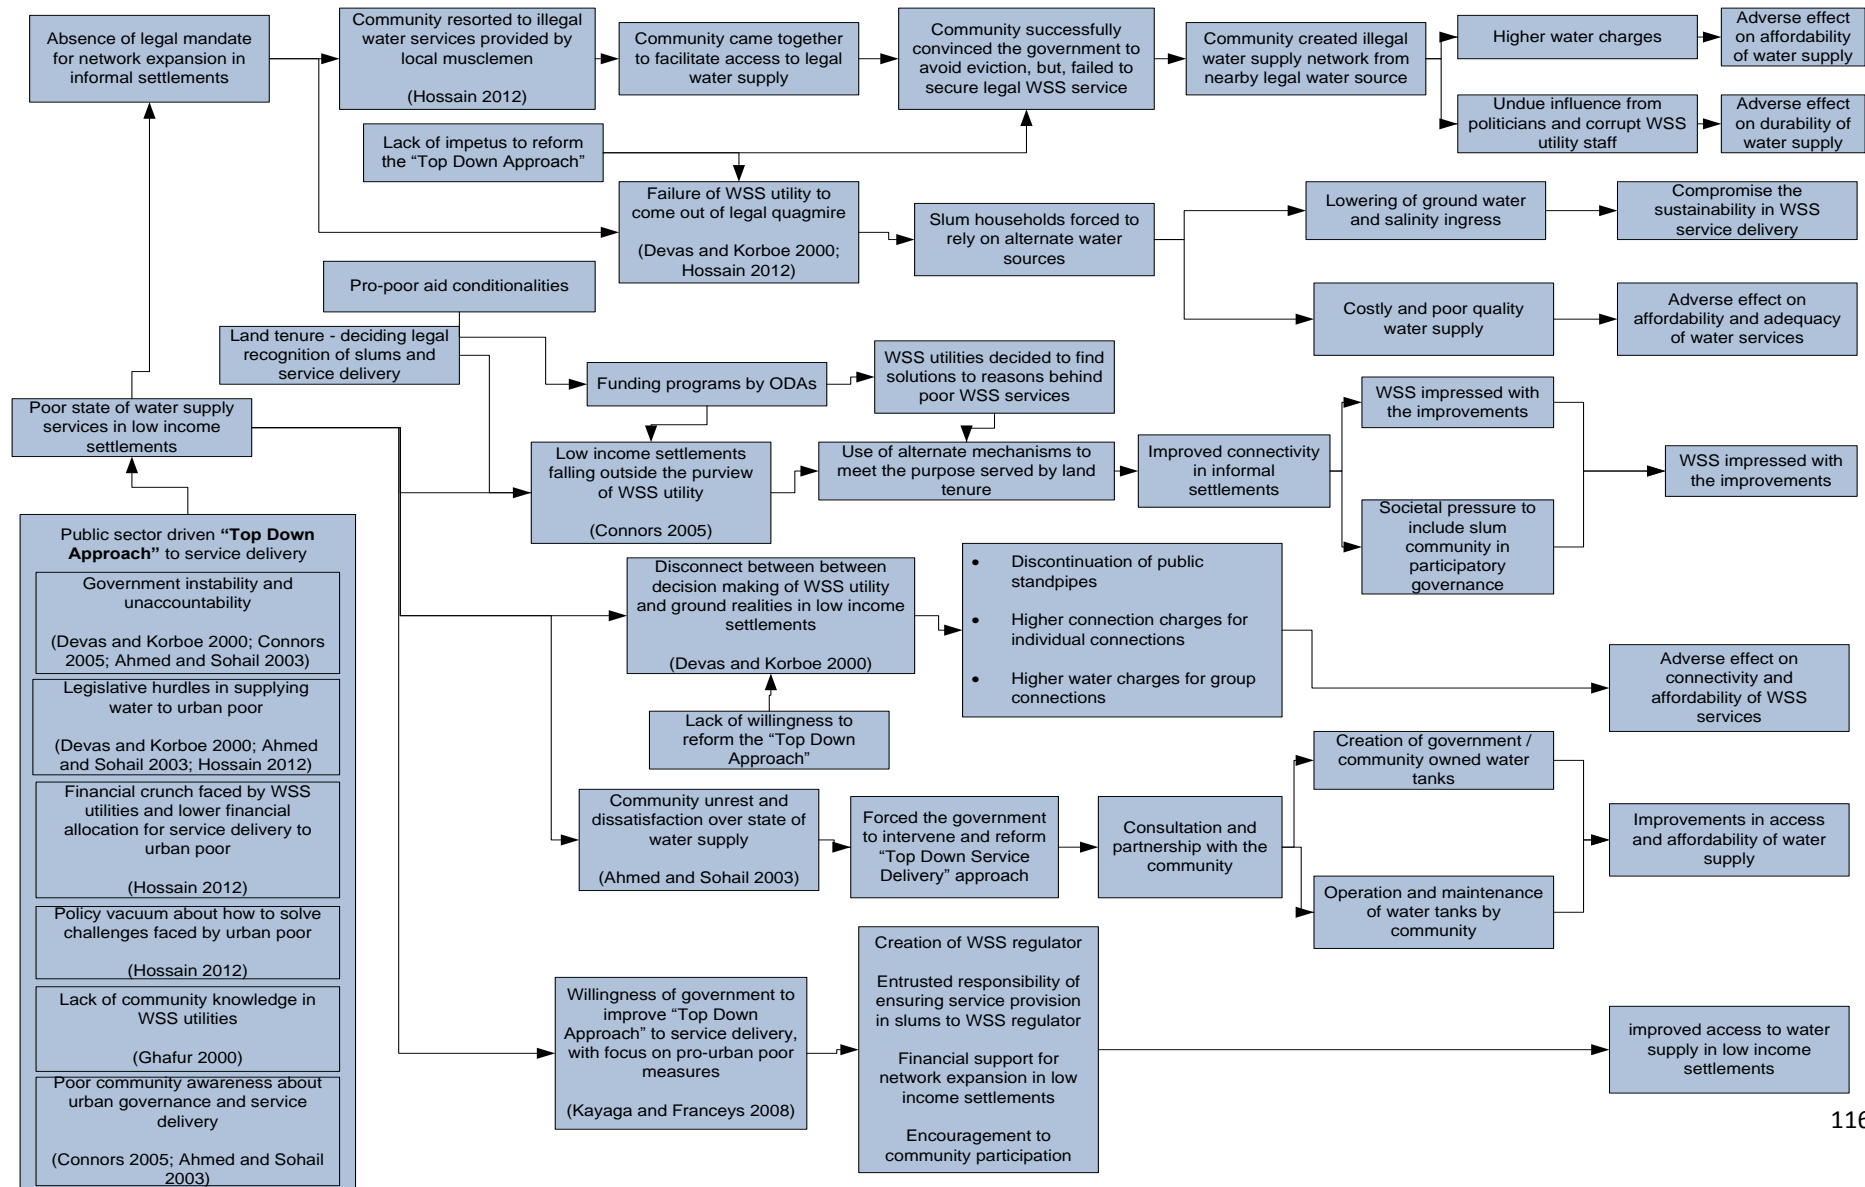 Absence of legal mandate
for network expansion in
informal settlements
Community resorted to illegal
water services provided by
local musclemen
(Hossain 2012)
Community came together
to facilitate access to legal
water supply
Community successfully
convinced the government to
avoid eviction, but, failed to
secure legal WSS service
Community created illegal
water supply network from
nearby legal water source
Higher water charges
Adverse effect
on affordability
of water supply
Undue influence from
politicians and corrupt WSS
utility staff
Adverse effect
on durability of
water supply
Lack of impetus to reform
the “Top Down Approach”
Failure of WSS utility to
come out of legal quagmire
(Devas and Korboe 2000;
Hossain 2012)
Slum households forced to
rely on alternate water
sources
Lowering of ground water
and salinity ingress
Compromise the
sustainability in WSS
service delivery
Costly and poor quality
water supply
Adverse effect on
affordability and adequacy
of water services
Pro-poor aid conditionalities
Land tenure - deciding legal
recognition of slums and
service delivery
Funding programs by ODAs
WSS utilities decided to find
solutions to reasons behind
poor WSS services
Poor state of water supply
services in low income
settlements
Low income settlements
falling outside the purview
of WSS utility
(Connors 2005)
Use of alternate mechanisms to
meet the purpose served by land
tenure
Improved connectivity
in informal
settlements
WSS impressed with
the improvements
Societal pressure to
include slum
community in
participatory
governance
WSS impressed with
the improvements
Public sector driven “Top Down
Approach” to service delivery
Government instability and
unaccountability
(Devas and Korboe 2000; Connors
2005; Ahmed and Sohail 2003)
Legislative hurdles in supplying
water to urban poor
(Devas and Korboe 2000; Ahmed
and Sohail 2003; Hossain 2012)
Financial crunch faced by WSS
utilities and lower financial
allocation for service delivery to
urban poor
(Hossain 2012)
Policy vacuum about how to solve
challenges faced by urban poor
(Hossain 2012)
Lack of community knowledge in
WSS utilities
(Ghafur 2000)
Poor community awareness about
urban governance and service
delivery
(Connors 2005; Ahmed and Sohail
2003)
Disconnect between between
decision making of WSS utility
and ground realities in low income
settlements
(Devas and Korboe 2000)
• Discontinuation of public
standpipes
• Higher connection charges for
individual connections
• Higher water charges for group
connections
Adverse effect on
connectivity and
affordability of WSS
services
Lack of willingness to
reform the “Top Down
Approach”
Community unrest and
dissatisfaction over state of
water supply
(Ahmed and Sohail 2003)
Forced the government
to intervene and reform
“Top Down Service
Delivery” approach
Consultation and
partnership with the
community
Creation of government /
community owned water
tanks
Operation and maintenance
of water tanks by
community
Improvements in access
and affordability of water
supply
Willingness of government to
improve “Top Down
Approach” to service delivery,
with focus on pro-urban poor
measures
(Kayaga and Franceys 2008)
Creation of WSS regulator
Entrusted responsibility of
ensuring service provision
in slums to WSS regulator
Financial support for
network expansion in low
income settlements
Encouragement to
community participation
improved access to water
supply in low income
settlements
116